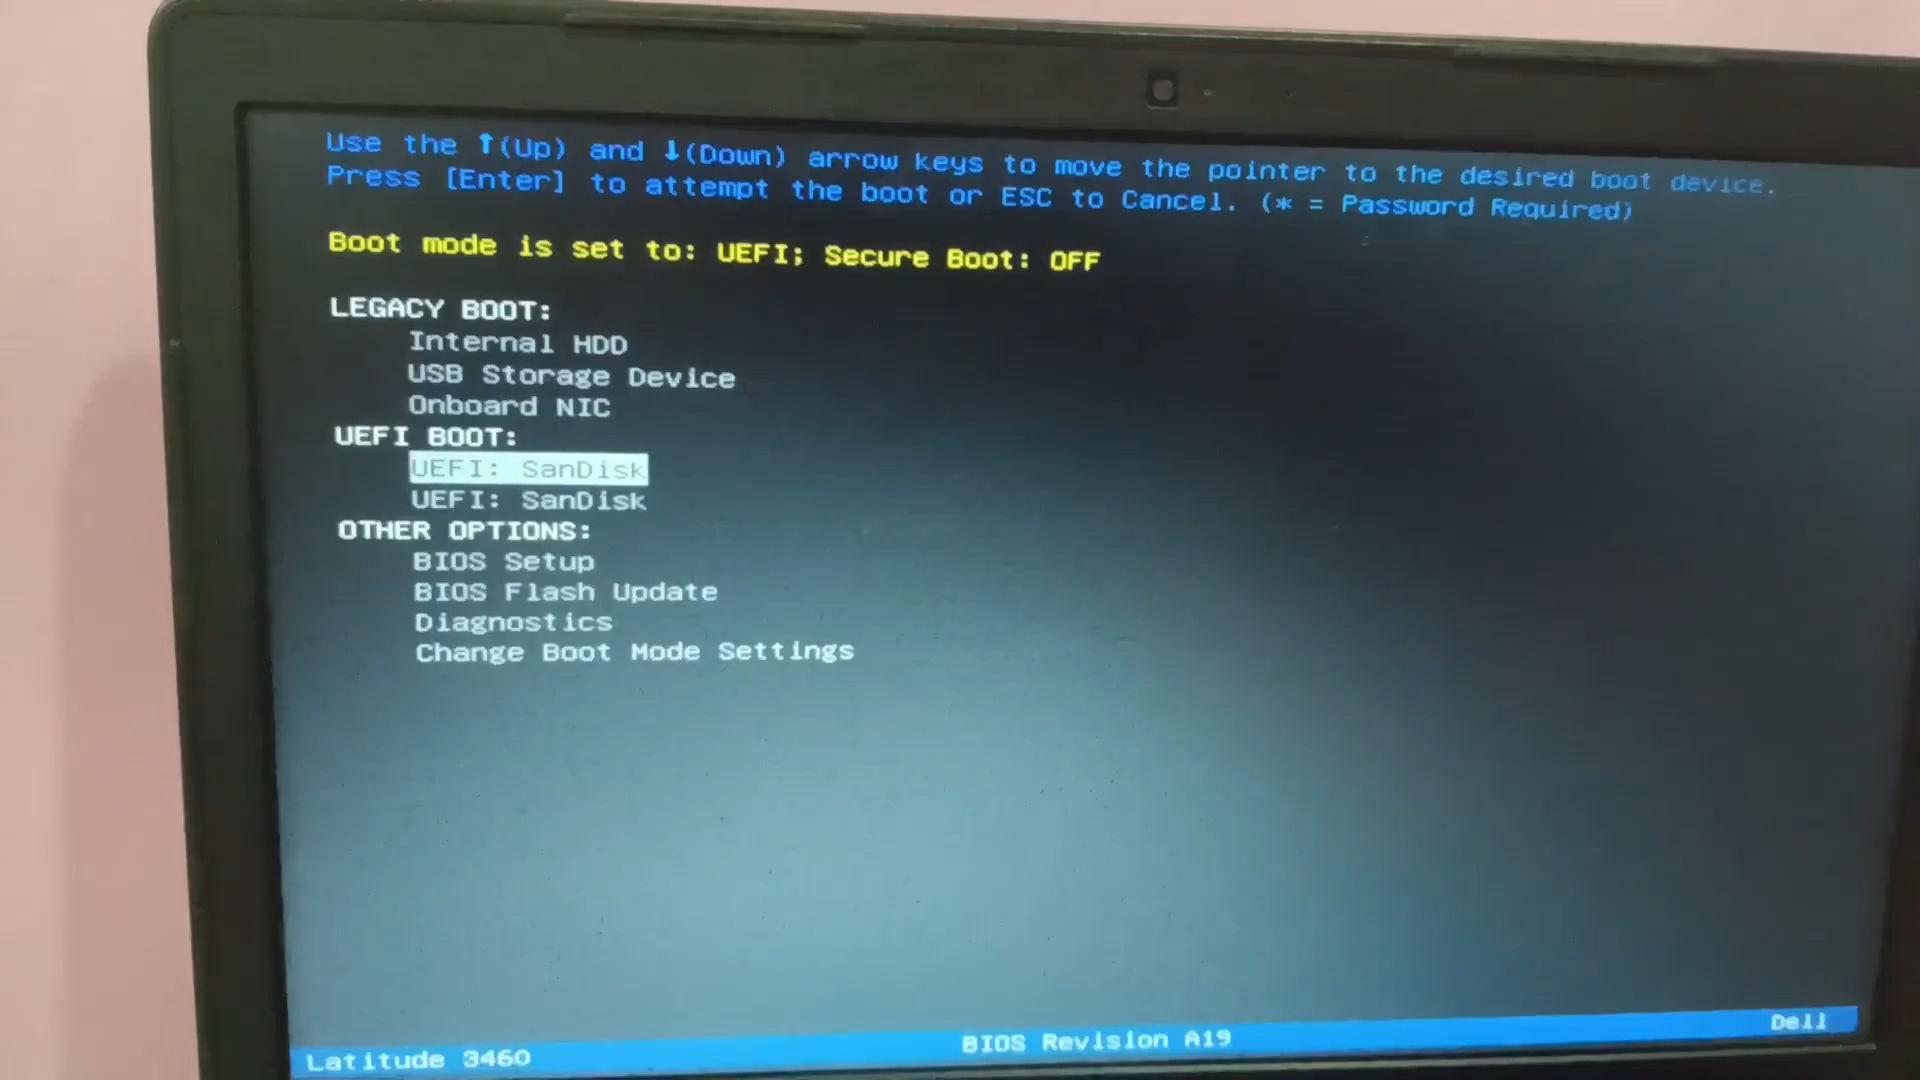 Use the ↑(Up) and ↓(Down) arrow keys to move the pointer to the desired boot device.
Press [Enter] to attempt the boot or ESC to Cancel. (* = Password Required)
Boot mode is set to: UEFI; Secure Boot: OFF
LEGACY BOOT:
Internal HDD
USB Storage Device
Onboard NIC
UEFI BOOT:
UEFI: SanDisk
UEFI: SanDisk
OTHER OPTIONS:
BIOS Setup
BIOS Flash Update
Diagnostics
Change Boot Mode Settings
Latitude 3460
BIOS Revision A19
Dell